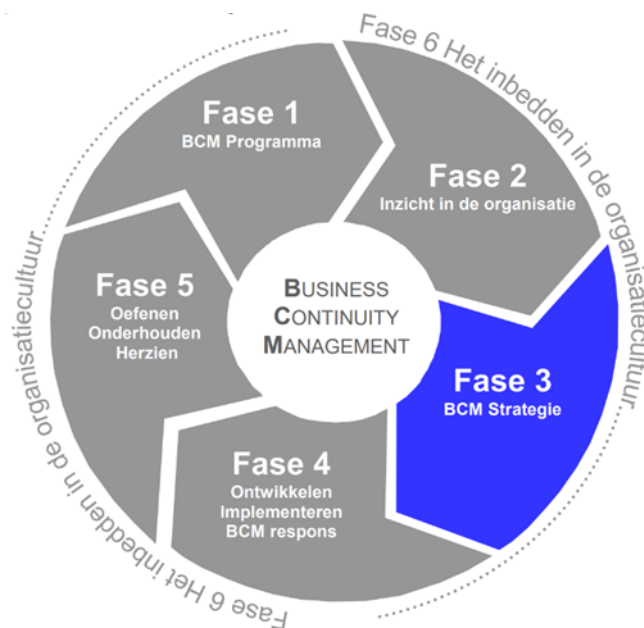 Fase 6 Het inbedden in de organisatiecultuur
Fase 1
BCM Programma
Fase 2
Inzicht in de organisatie
BUSINESS
CONTINUITY
MANAGEMENT
Fase 3
BCM Strategie
Fase 4
Ontwikkelen
Implementeren
BCM respons
Fase 5
Oefenen
Onderhouden
Herzien
Fase 6 Het inbedden in de organisatiecultuur